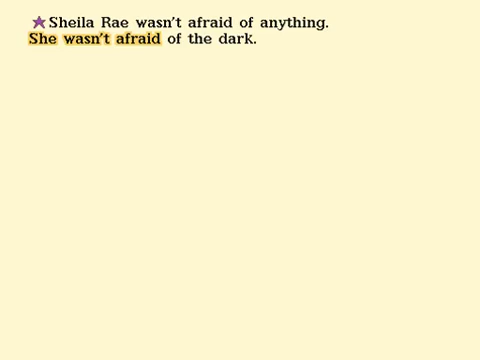 Sheila Rae wasn't afraid of anything.
She wasn't afraid of the dark.